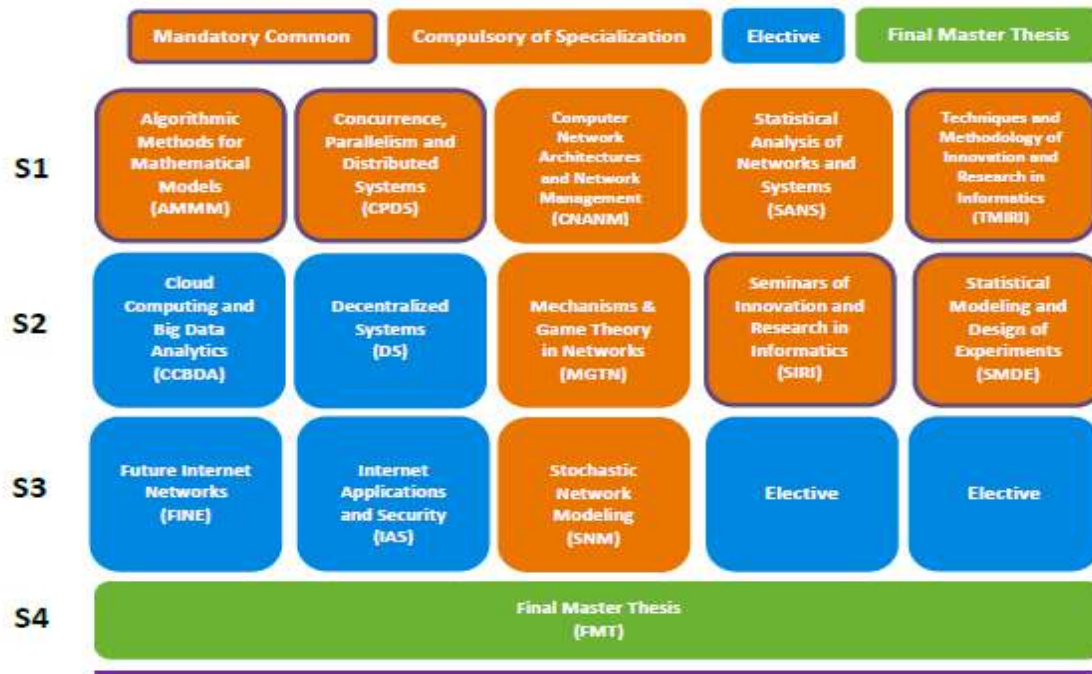 Mandatory Common
Compulsory of Specialization
Elective
Final Master Thesis
S1
Algorithmic
Methods for
Mathematical
Models
(AMMM)
Concurrence,
Parallelism and
Distributed
Systems
(CPDS)
Computer
Network
Architectures
and Network
Management
(CNANM)
Statistical
Analysis of
Networks and
Systems
(SANS)
Techniques and
Methodology of
Innovation and
Research in
Informatics
(TMIRI)
S2
Cloud
Computing and
Big Data
Analytics
(CCBDA)
Decentralized
Systems
(DS)
Mechanisms &
Game Theory
in Networks
(MGTN)
Seminars of
Innovation and
Research in
Informatics
(SIRI)
Statistical
Modeling and
Design of
Experiments
(SMDE)
S3
Future Internet
Networks
(FINE)
Internet
Applications
and Security
(IAS)
Stochastic
Network
Modeling
(SNM)
Elective
Elective
S4
Final Master Thesis
(FMT)